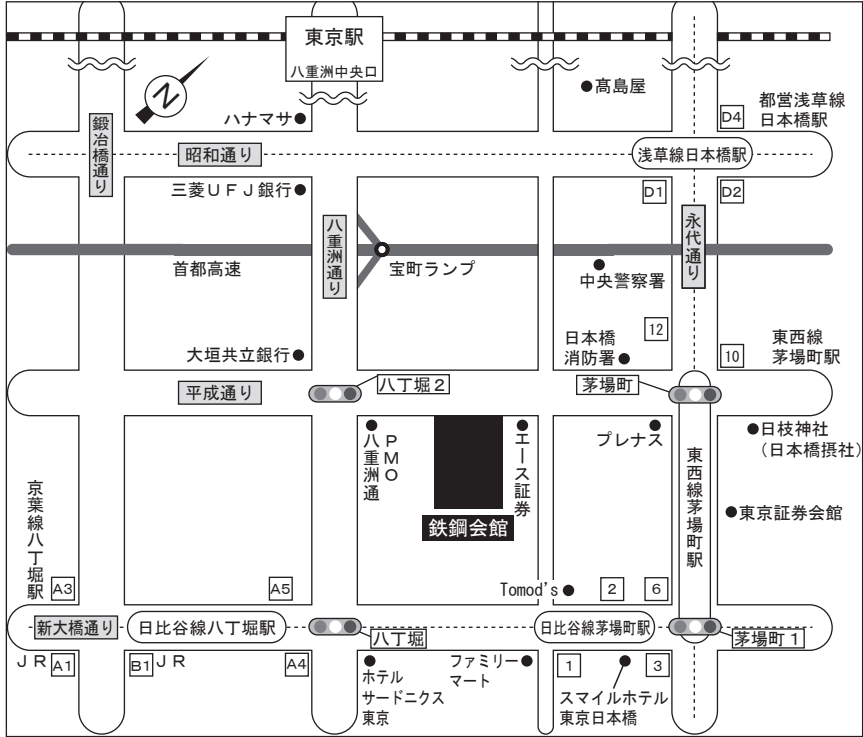 東京駅
八重洲中央口
N
鍛冶橋通り
ハナマサ
髙島屋
D4
都営浅草線
日本橋駅
昭和通り
浅草線日本橋駅
三菱UFJ銀行
D1
D2
八重洲通り
永代通り
首都高速
宝町ランプ
中央警察署
大垣共立銀行
日本橋
消防署
12
10
東西線
茅場町駅
平成通り
八丁堀2
茅場町
PMO
八重洲通
エース証券
プレナス
日枝神社
(日本橋摂社)
鉄鋼会館
東西線茅場町駅
東京証券会館
京葉線八丁堀駅
A3
A5
Tomod's
2
6
新大橋通り
日比谷線八丁堀駅
八丁堀
日比谷線茅場町駅
茅場町1
JR
A1
B1
JR
A4
ホテル
サードニクス
東京
ファミリー
マート
1
3
スマイルホテル
東京日本橋